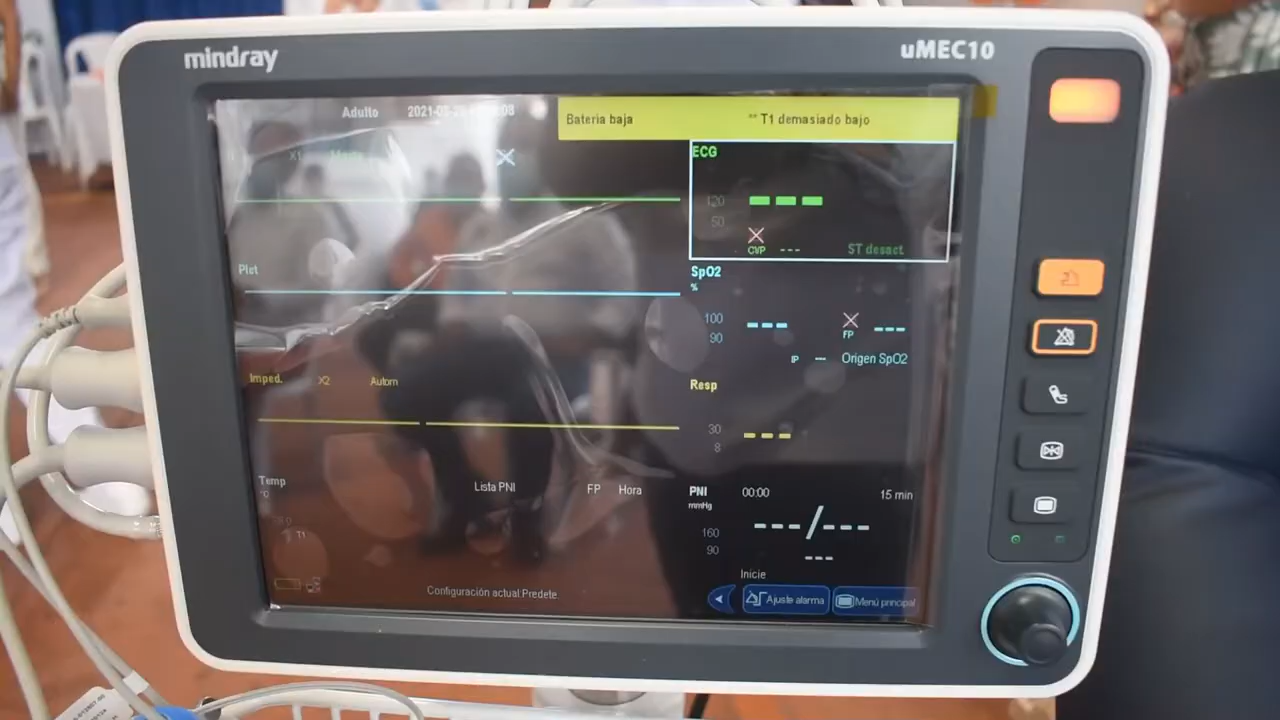 mindray
uMEC10
Adulto
Bateria baja
** T1 demasiado bajo
ECG
120
50
CVP
---
ST desact.
Plet
SpO2
%
100
90
---
FP
---
IP
---
Origen SpO2
Imped.
X2
Autom
Resp
30
8
---
Temp
°C
T1
Lista PNI
FP
Hora
PNI
mmHg
00:00
15 min
160
90
---/---
---
Inicie
Configuración actual Predete
Ajuste alarma
Menú principal